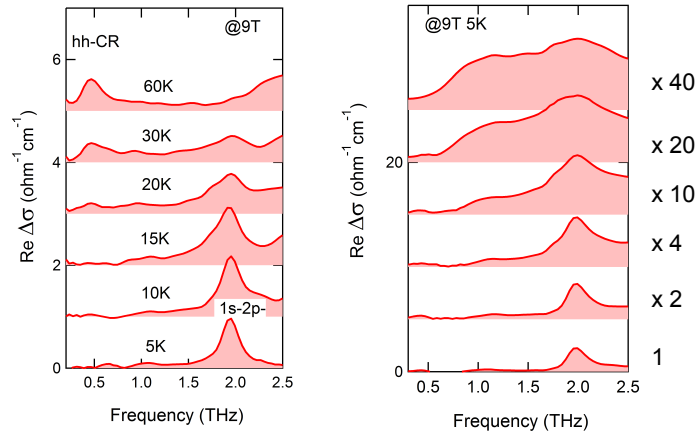 @9T
hh-CR
6
60K
30K
4
20K
15K
2
10K
1s-2p-
5K
0
0.5 1.0 1.5 2.0 2.5
Frequency (THz)
Re Δσ (ohm⁻¹ cm⁻¹)
@9T 5K
x 40
x 20
20
x 10
x 4
x 2
1
0
0.5 1.0 1.5 2.0 2.5
Frequency (THz)
Re Δσ (ohm⁻¹ cm⁻¹)